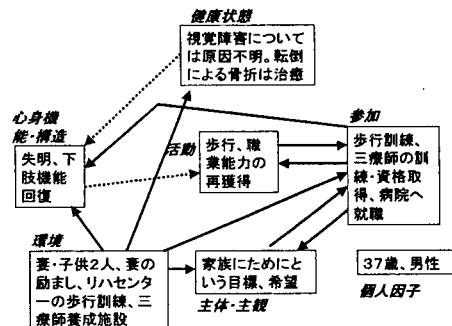 健康状態
視覚障害について
は原因不明。転倒
による骨折は治癒
心身機
能・構造
失明、下
肢機能
回復
活動
歩行、職
業能力の
再獲得
参加
歩行訓練、
三療師の訓
練・資格取
得、病院へ
就職
環境
妻・子供2人、妻の
励まし、リハセンタ
ーの歩行訓練、三
療師養成施設
家族にためにと
いう目標、希望
主体・主観
37歳、男性
個人因子